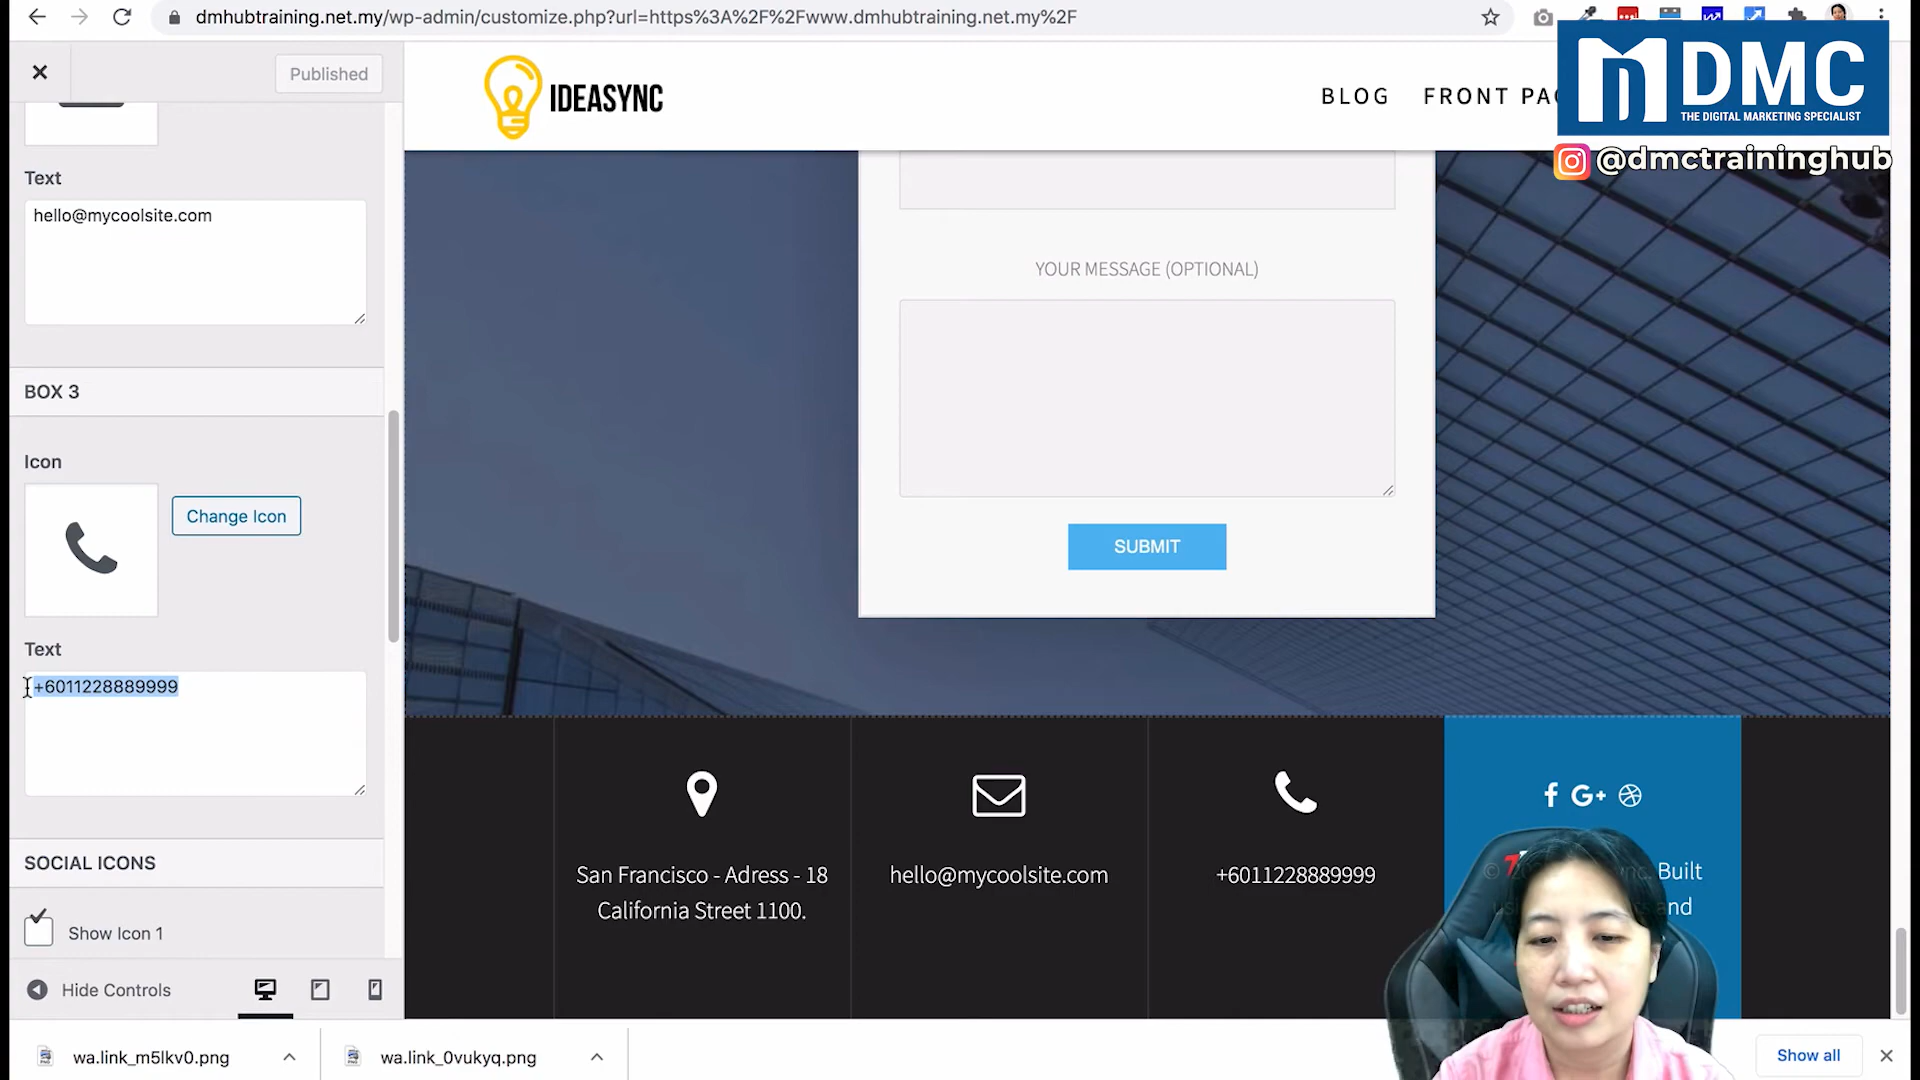 dmhubtraining.net.my/wp-admin/customize.php?url=https%3A%2F%2Fwww.dmhubtraining.net.my%2F
Published
Text
hello@mycoolsite.com
BOX 3
Icon
Change Icon
Text
+6011228889999
SOCIAL ICONS
Show Icon 1
Hide Controls
IDEASYNC
BLOG
FRONT PA
DMC
THE DIGITAL MARKETING SPECIALIST
@dmctraininghub
YOUR MESSAGE (OPTIONAL)
SUBMIT
San Francisco - Adress - 18
California Street 1100.
hello@mycoolsite.com
+6011228889999
G+
Built
and
wa.link_m5lkv0.png
wa.link_0vukyq.png
Show all